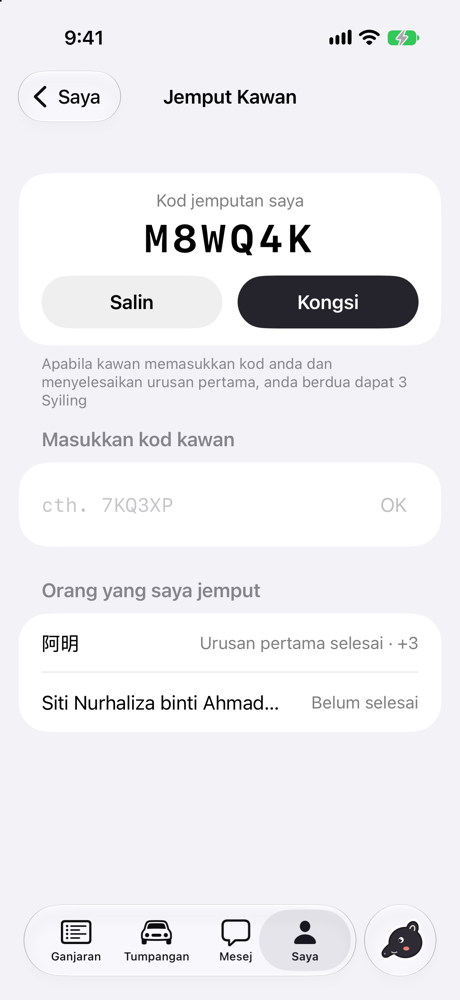 9:41
Saya
Jemput Kawan
Kod jemputan saya
M8WQ4K
Salin
Kongsi
Apabila kawan memasukkan kod anda dan
menyelesaikan urusan pertama, anda berdua dapat 3
Syiling
Masukkan kod kawan
cth. 7KQ3XP
OK
Orang yang saya jemput
阿明
Urusan pertama selesai · +3
Siti Nurhaliza binti Ahmad...
Belum selesai
Ganjaran
Tumpangan
Mesej
Saya